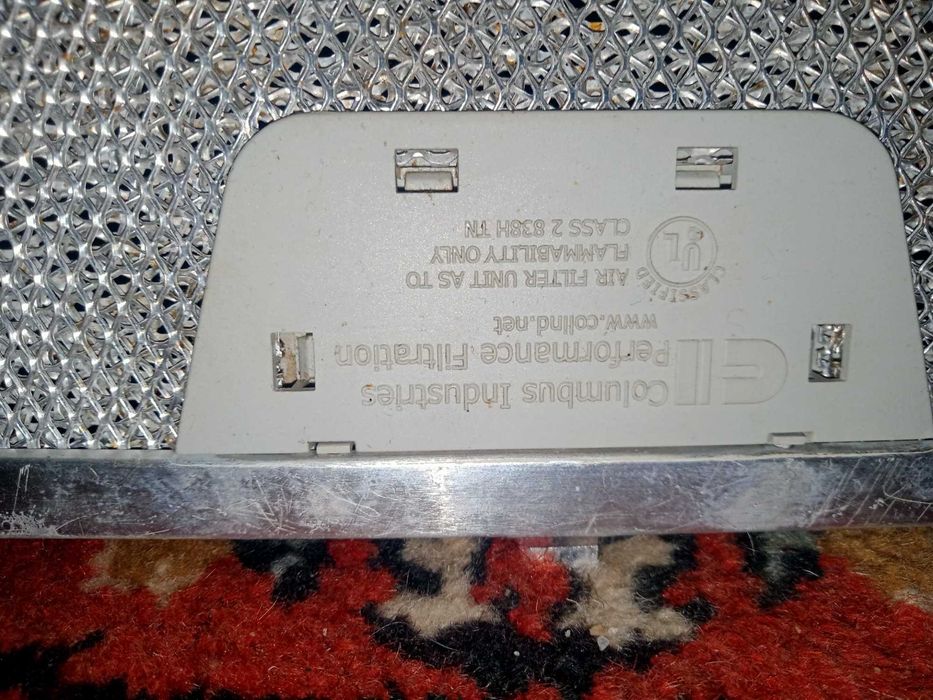 Columbus Industries
Performance Filtration
www.colind.net
AIR FILTER UNIT AS TO
FLAMMABILITY ONLY
CLASS 2 838H TN
CLASSIFIED
UL